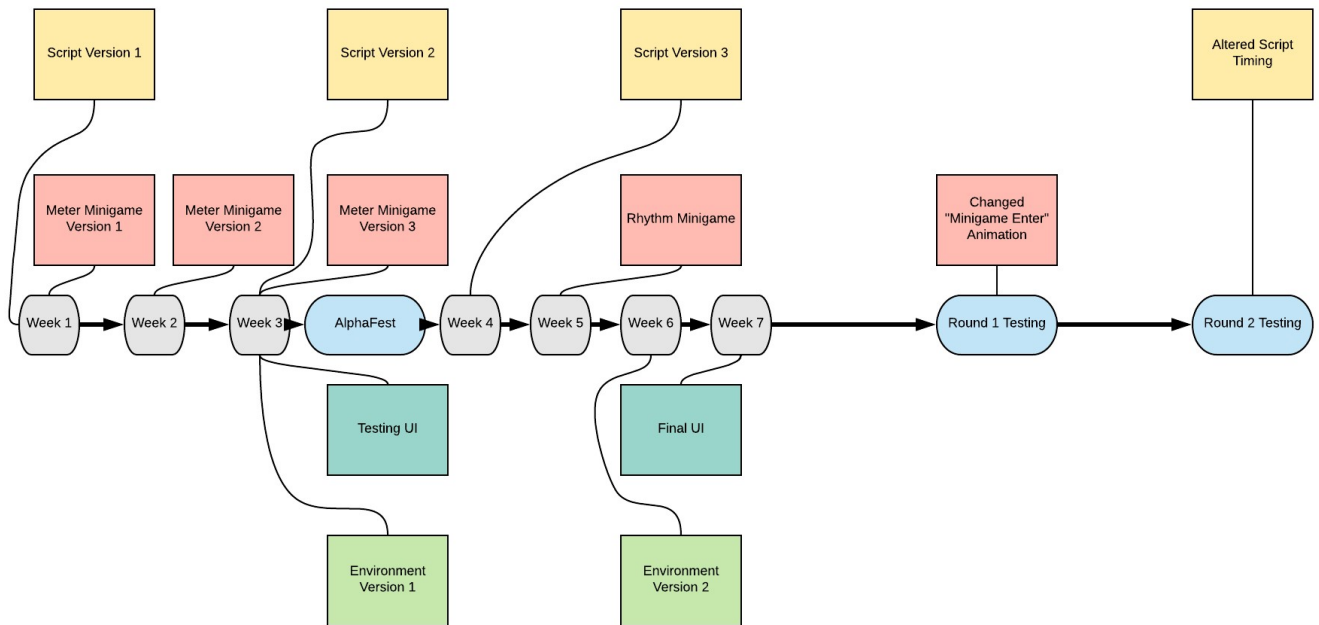 Script Version 1
Script Version 2
Script Version 3
Altered Script
Timing
Meter Minigame
Version 1
Meter Minigame
Version 2
Meter Minigame
Version 3
Rhythm Minigame
Changed
"Minigame Enter"
Animation
Week 1
Week 2
Week 3
AlphaFest
Week 4
Week 5
Week 6
Week 7
Round 1 Testing
Round 2 Testing
Testing UI
Final UI
Environment
Version 1
Environment
Version 2